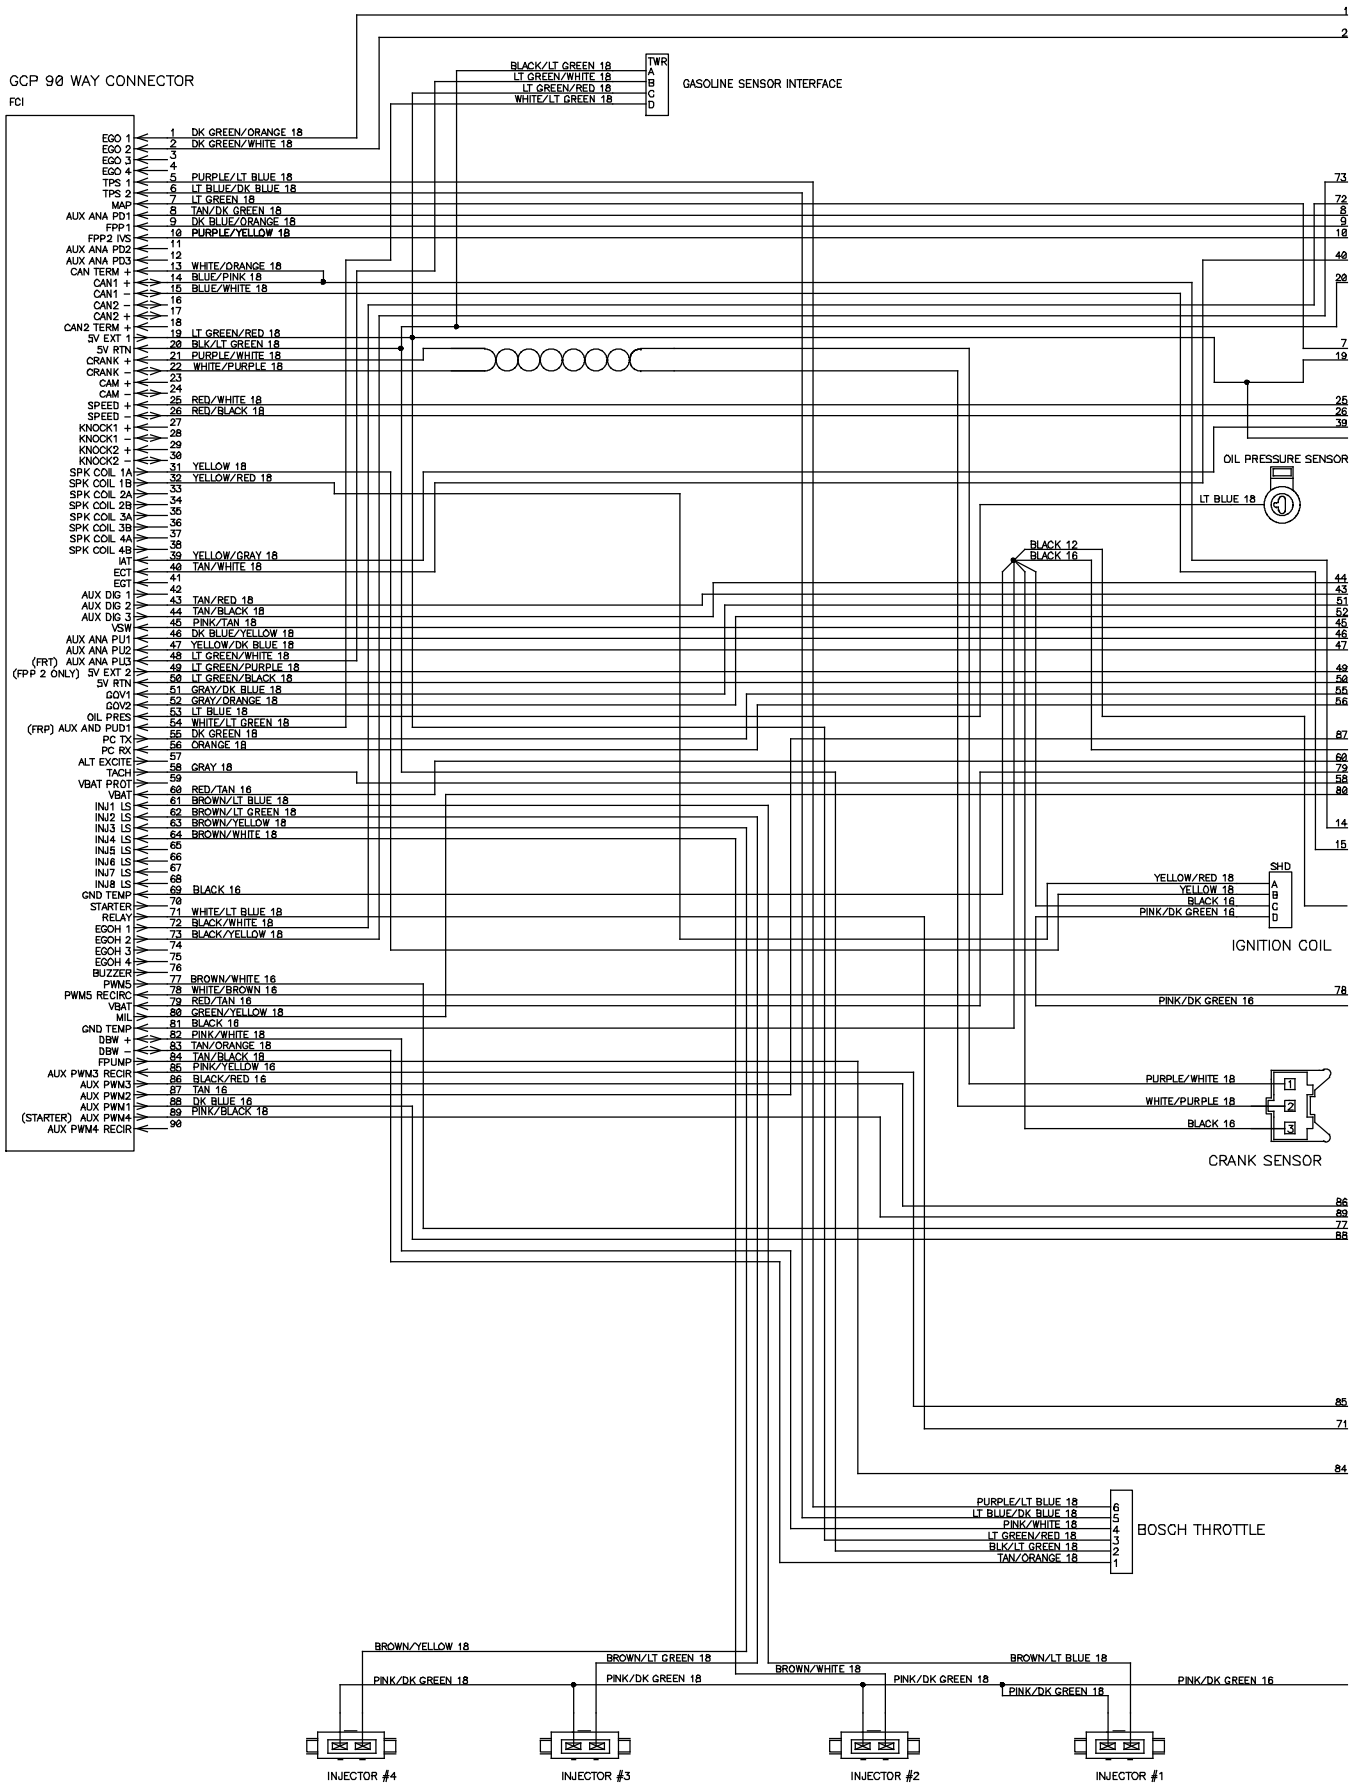 1
2
TWR
BLACK/LT GREEN 18 A
LT GREEN/WHITE 18 B
LT GREEN/RED 18 C
WHITE/LT GREEN 18 D
GASOLINE SENSOR INTERFACE
GCP 90 WAY CONNECTOR
FCI
EGO 1 1 DK GREEN/ORANGE 18
EGO 2 2 DK GREEN/WHITE 18
EGO 3 3
EGO 4 4
TPS 1 5 PURPLE/LT BLUE 18
TPS 2 6 LT BLUE/DK BLUE 18
MAP 7 LT GREEN 18
AUX ANA PD1 8 TAN/DK GREEN 18
FPP1 9 DK BLUE/ORANGE 18
FPP2 IVS 10 PURPLE/YELLOW 18
AUX ANA PD2 11
AUX ANA PD3 12
CAN TERM + 13 WHITE/ORANGE 18
CAN1 + 14 BLUE/PINK 18
CAN1 - 15 BLUE/WHITE 18
CAN2 - 16
CAN2 + 17
CAN2 TERM + 18
5V EXT 1 19 LT GREEN/RED 18
5V RTN 20 BLK/LT GREEN 18
CRANK + 21 PURPLE/WHITE 18
CRANK - 22 WHITE/PURPLE 18
CAM + 23
CAM - 24
SPEED + 25 RED/WHITE 18
SPEED - 26 RED/BLACK 18
KNOCK1 + 27
KNOCK1 - 28
KNOCK2 + 29
KNOCK2 - 30
SPK COIL 1A 31 YELLOW 18
SPK COIL 1B 32 YELLOW/RED 18
SPK COIL 2A 33
SPK COIL 2B 34
SPK COIL 3A 35
SPK COIL 3B 36
SPK COIL 4A 37
SPK COIL 4B 38
IAT 39 YELLOW/GRAY 18
ECT 40 TAN/WHITE 18
EGT 41
AUX DIG 1 42
AUX DIG 2 43 TAN/RED 18
AUX DIG 3 44 TAN/BLACK 18
VSW 45 PINK/TAN 18
AUX ANA PU1 46 DK BLUE/YELLOW 18
AUX ANA PU2 47 YELLOW/DK BLUE 18
(FRT) AUX ANA PU3 48 LT GREEN/WHITE 18
(FPP 2 ONLY) 5V EXT 2 49 LT GREEN/PURPLE 18
5V RTN 50 LT GREEN/BLACK 18
GOV1 51 GRAY/DK BLUE 18
GOV2 52 GRAY/ORANGE 18
OIL PRES 53 LT BLUE 18
(FRP) AUX AND PUD1 54 WHITE/LT GREEN 18
PC TX 55 DK GREEN 18
PC RX 56 ORANGE 18
ALT EXCITE 57
TACH 58 GRAY 18
VBAT PROT 59
VBAT 60 RED/TAN 16
INJ1 LS 61 BROWN/LT BLUE 18
INJ2 LS 62 BROWN/LT GREEN 18
INJ3 LS 63 BROWN/YELLOW 18
INJ4 LS 64 BROWN/WHITE 18
INJ5 LS 65
INJ6 LS 66
INJ7 LS 67
INJ8 LS 68
GND TEMP 69 BLACK 16
STARTER 70
RELAY 71 WHITE/LT BLUE 18
EGOH 1 72 BLACK/WHITE 18
EGOH 2 73 BLACK/YELLOW 18
EGOH 3 74
EGOH 4 75
BUZZER 76
PWM5 77 BROWN/WHITE 16
PWM5 RECIRC 78 WHITE/BROWN 16
VBAT 79 RED/TAN 16
MIL 80 GREEN/YELLOW 18
GND TEMP 81 BLACK 16
DBW + 82 PINK/WHITE 18
DBW - 83 TAN/ORANGE 18
FPUMP 84 TAN/BLACK 18
AUX PWM3 RECIR 85 PINK/YELLOW 16
AUX PWM3 86 BLACK/RED 16
AUX PWM2 87 TAN 16
AUX PWM1 88 DK BLUE 16
(STARTER) AUX PWM4 89 PINK/BLACK 18
AUX PWM4 RECIR 90
73
72
8
9
10
40
20
7
19
25
26
39
OIL PRESSURE SENSOR
LT BLUE 18
BLACK 12
BLACK 16
44
43
51
52
45
46
47
49
50
55
56
87
60
79
58
80
14
15
SHD
YELLOW/RED 18 A
YELLOW 18 B
BLACK 16 C
PINK/DK GREEN 16 D
IGNITION COIL
78
PINK/DK GREEN 16
PURPLE/WHITE 18 1
WHITE/PURPLE 18 2
BLACK 16 3
CRANK SENSOR
86
89
77
88
85
71
84
PURPLE/LT BLUE 18 6
LT BLUE/DK BLUE 18 5
PINK/WHITE 18 4
LT GREEN/RED 18 3
BLK/LT GREEN 18 2
TAN/ORANGE 18 1
BOSCH THROTTLE
BROWN/YELLOW 18
BROWN/LT GREEN 18
BROWN/WHITE 18
BROWN/LT BLUE 18
PINK/DK GREEN 18
PINK/DK GREEN 18
PINK/DK GREEN 18
PINK/DK GREEN 18
PINK/DK GREEN 16
INJECTOR #4
INJECTOR #3
INJECTOR #2
INJECTOR #1